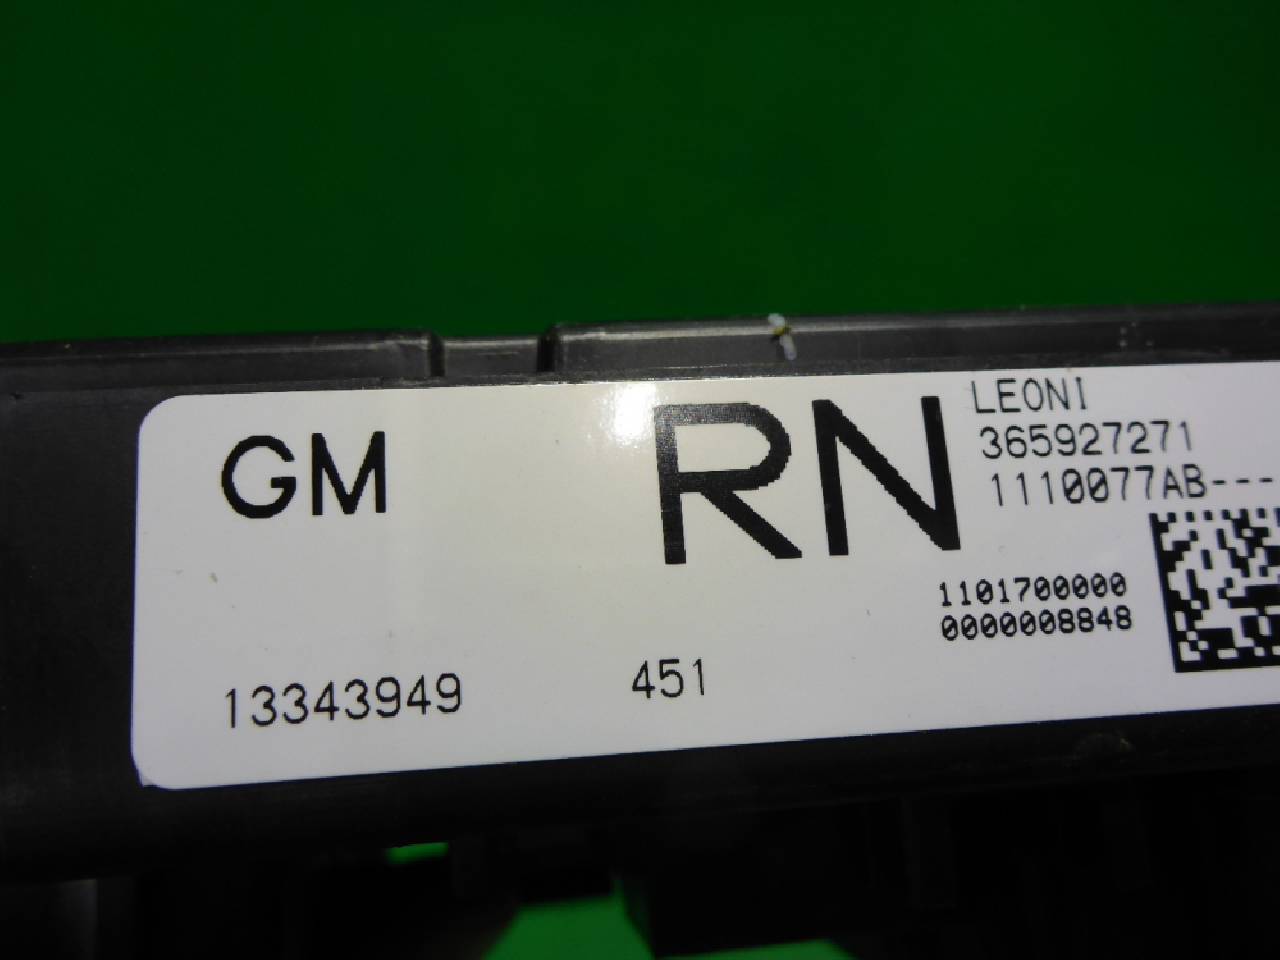 GM RN LEONI
365927271
1110077AB---
1101700000
0000008848
13343949 451